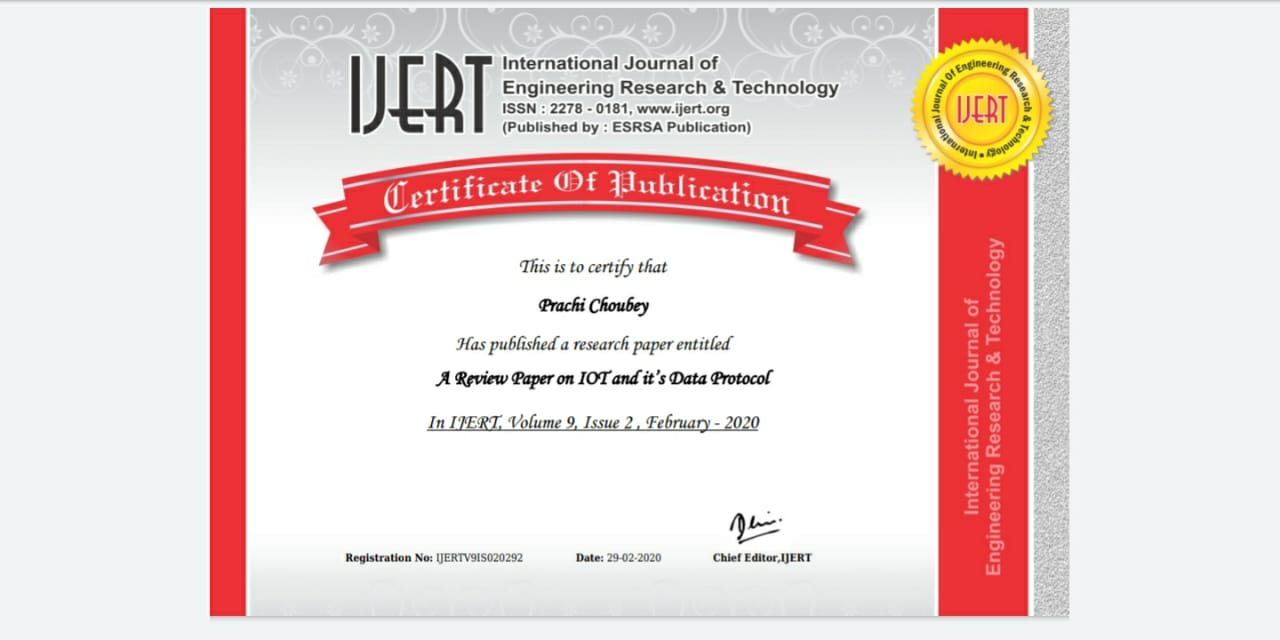 IJERT
International Journal of
Engineering Research & Technology
ISSN : 2278 - 0181, www.ijert.org
(Published by : ESRSA Publication)
International Journal Of Engineering Research & Technology
IJERT
Certificate Of Publication
This is to certify that
Prachi Choubey
Has published a research paper entitled
A Review Paper on IOT and it's Data Protocol
In IJERT, Volume 9, Issue 2 , February - 2020
Registration No: IJERTV9IS020292
Date: 29-02-2020
Chief Editor,IJERT
International Journal of
Engineering Research & Technology